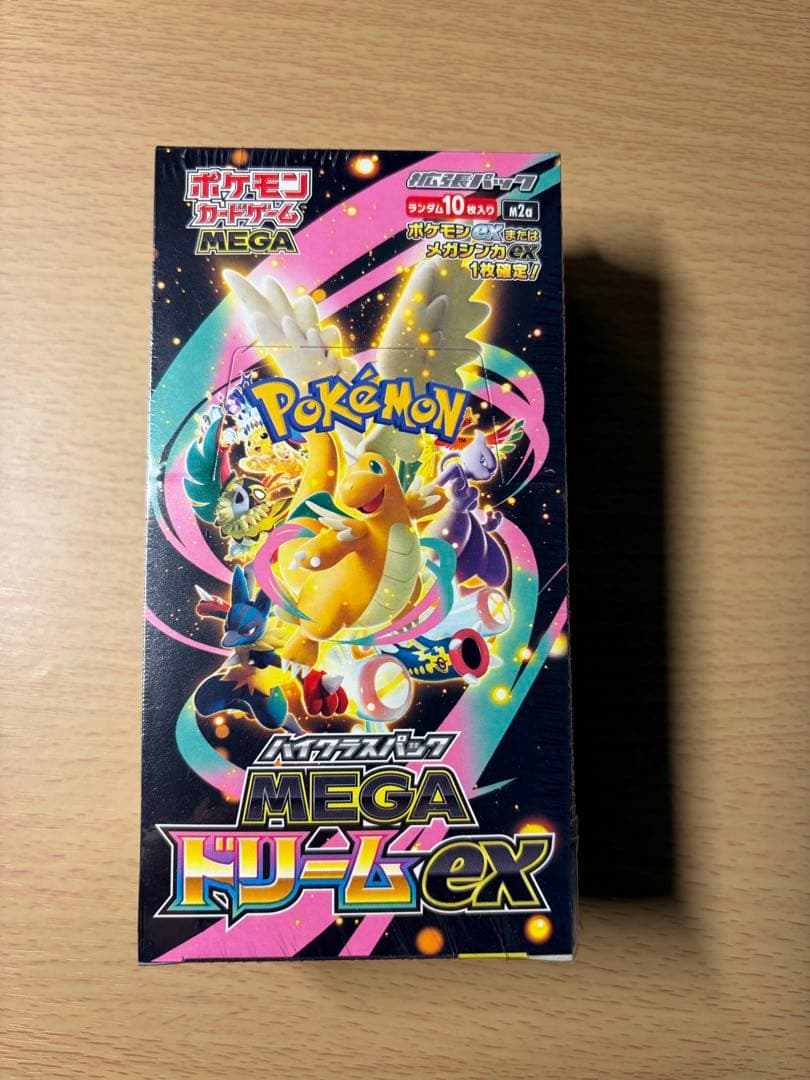 ポケモン
カードゲーム
MEGA
拡張パック
ランダム10枚入り
M2a
ポケモンexまたは
メガシンカex
1枚確定!
POKéMON
TM
ハイクラスパック
MEGA
ドリームex